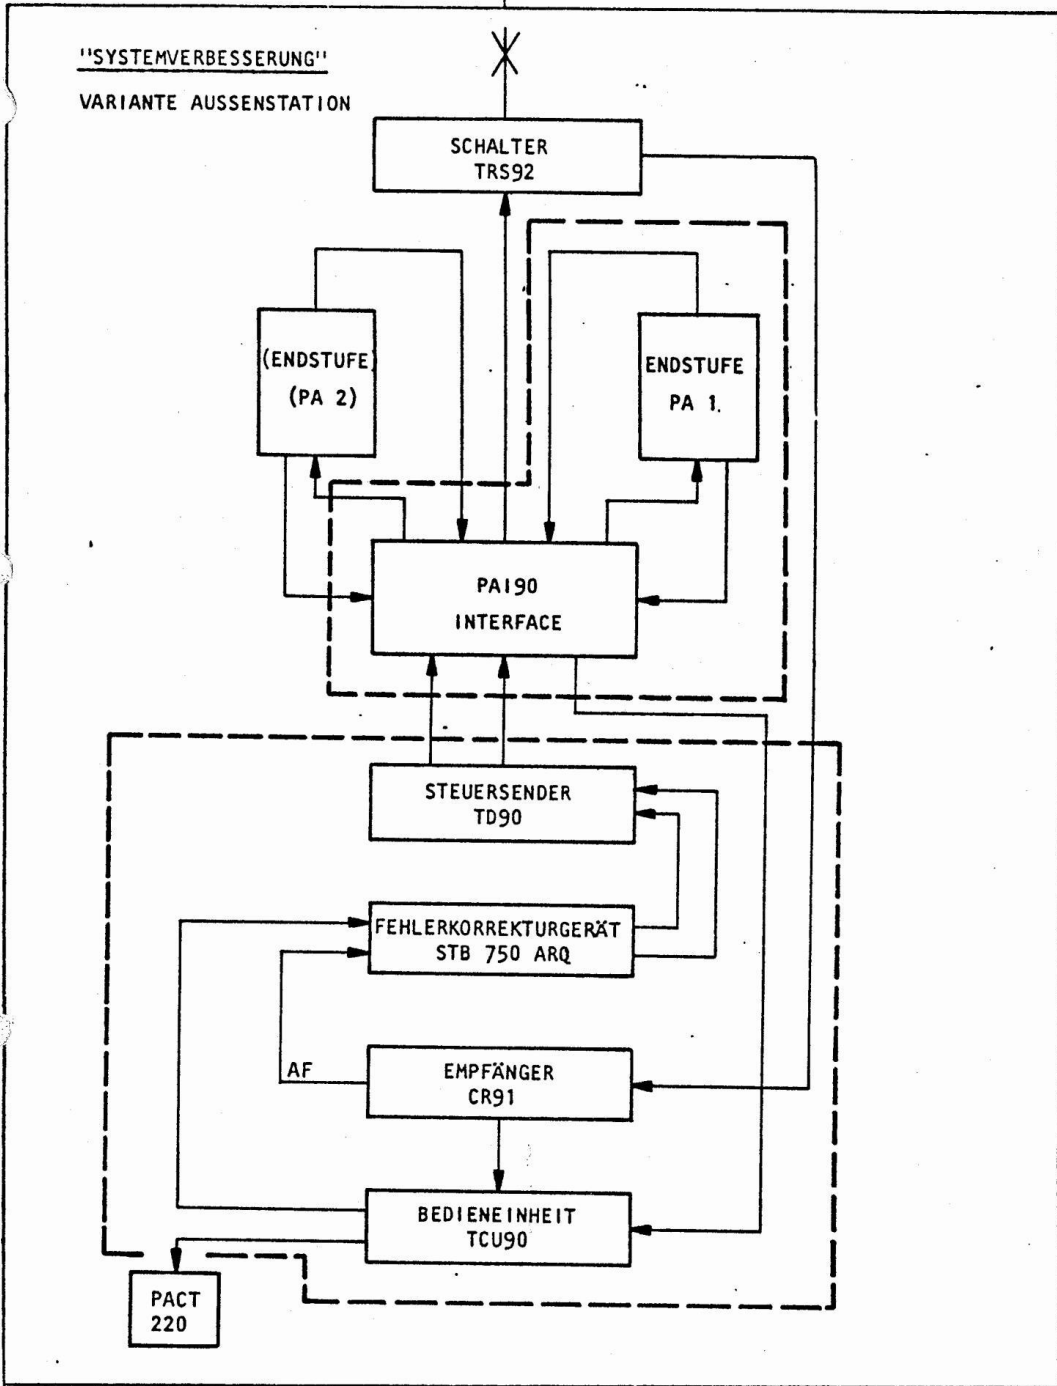 "SYSTEMVERBESSERUNG"
VARIANTE AUSSENSTATION
SCHALTER
TRS92
(ENDSTUFE)
(PA 2)
ENDSTUFE
PA 1.
PAI90
INTERFACE
STEUERSENDER
TD90
FEHLERKORREKTURGERÄT
STB 750 ARQ
AF
EMPFÄNGER
CR91
BEDIENEINHEIT
TCU90
PACT
220